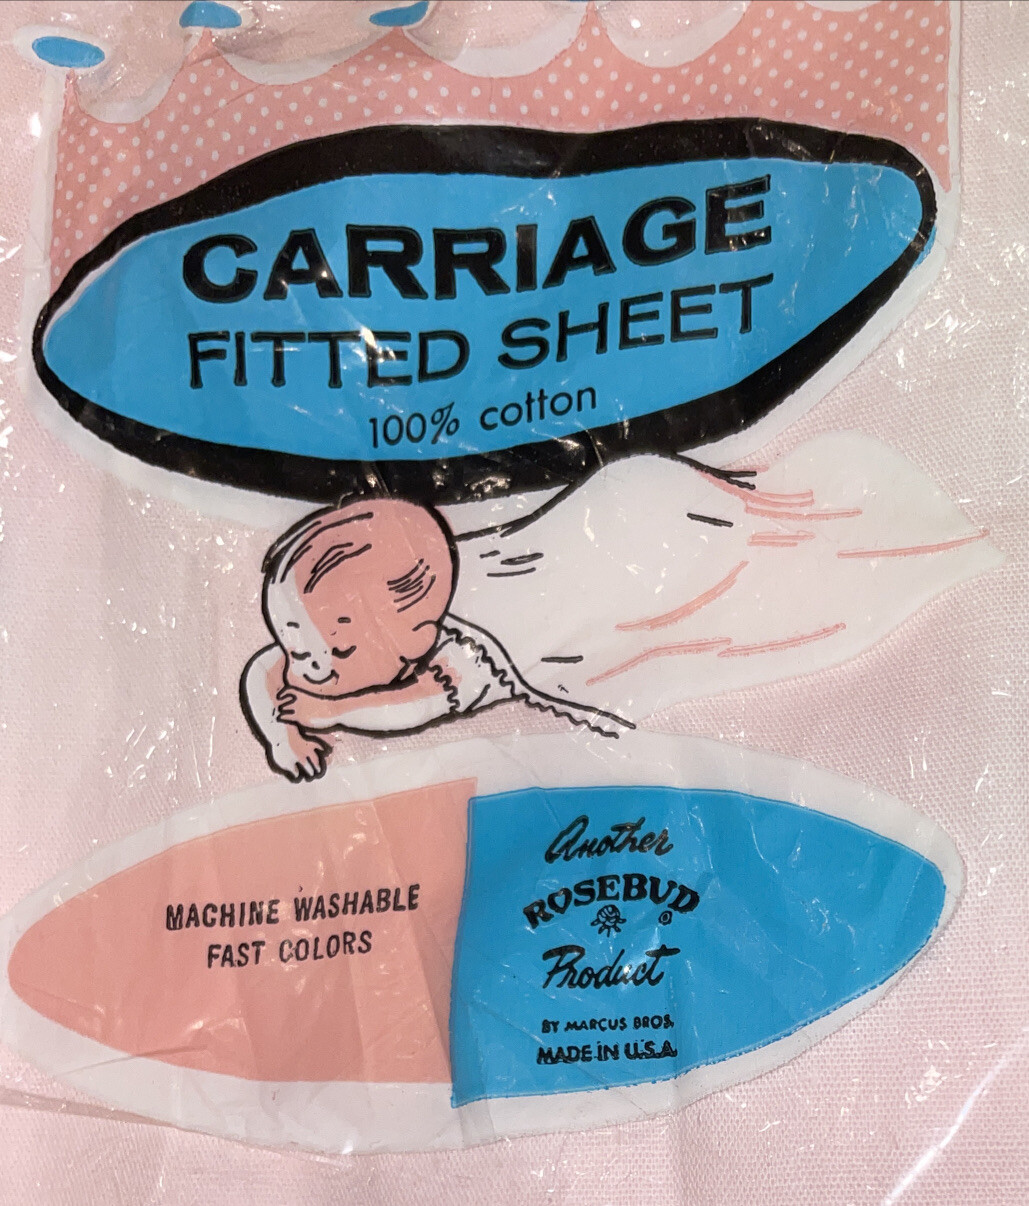 CARRIAGE
FITTED SHEET
100% cotton
MACHINE WASHABLE
FAST COLORS
Another
ROSEBUD
®
Product
BY MARCUS BROS.
MADE IN U.S.A